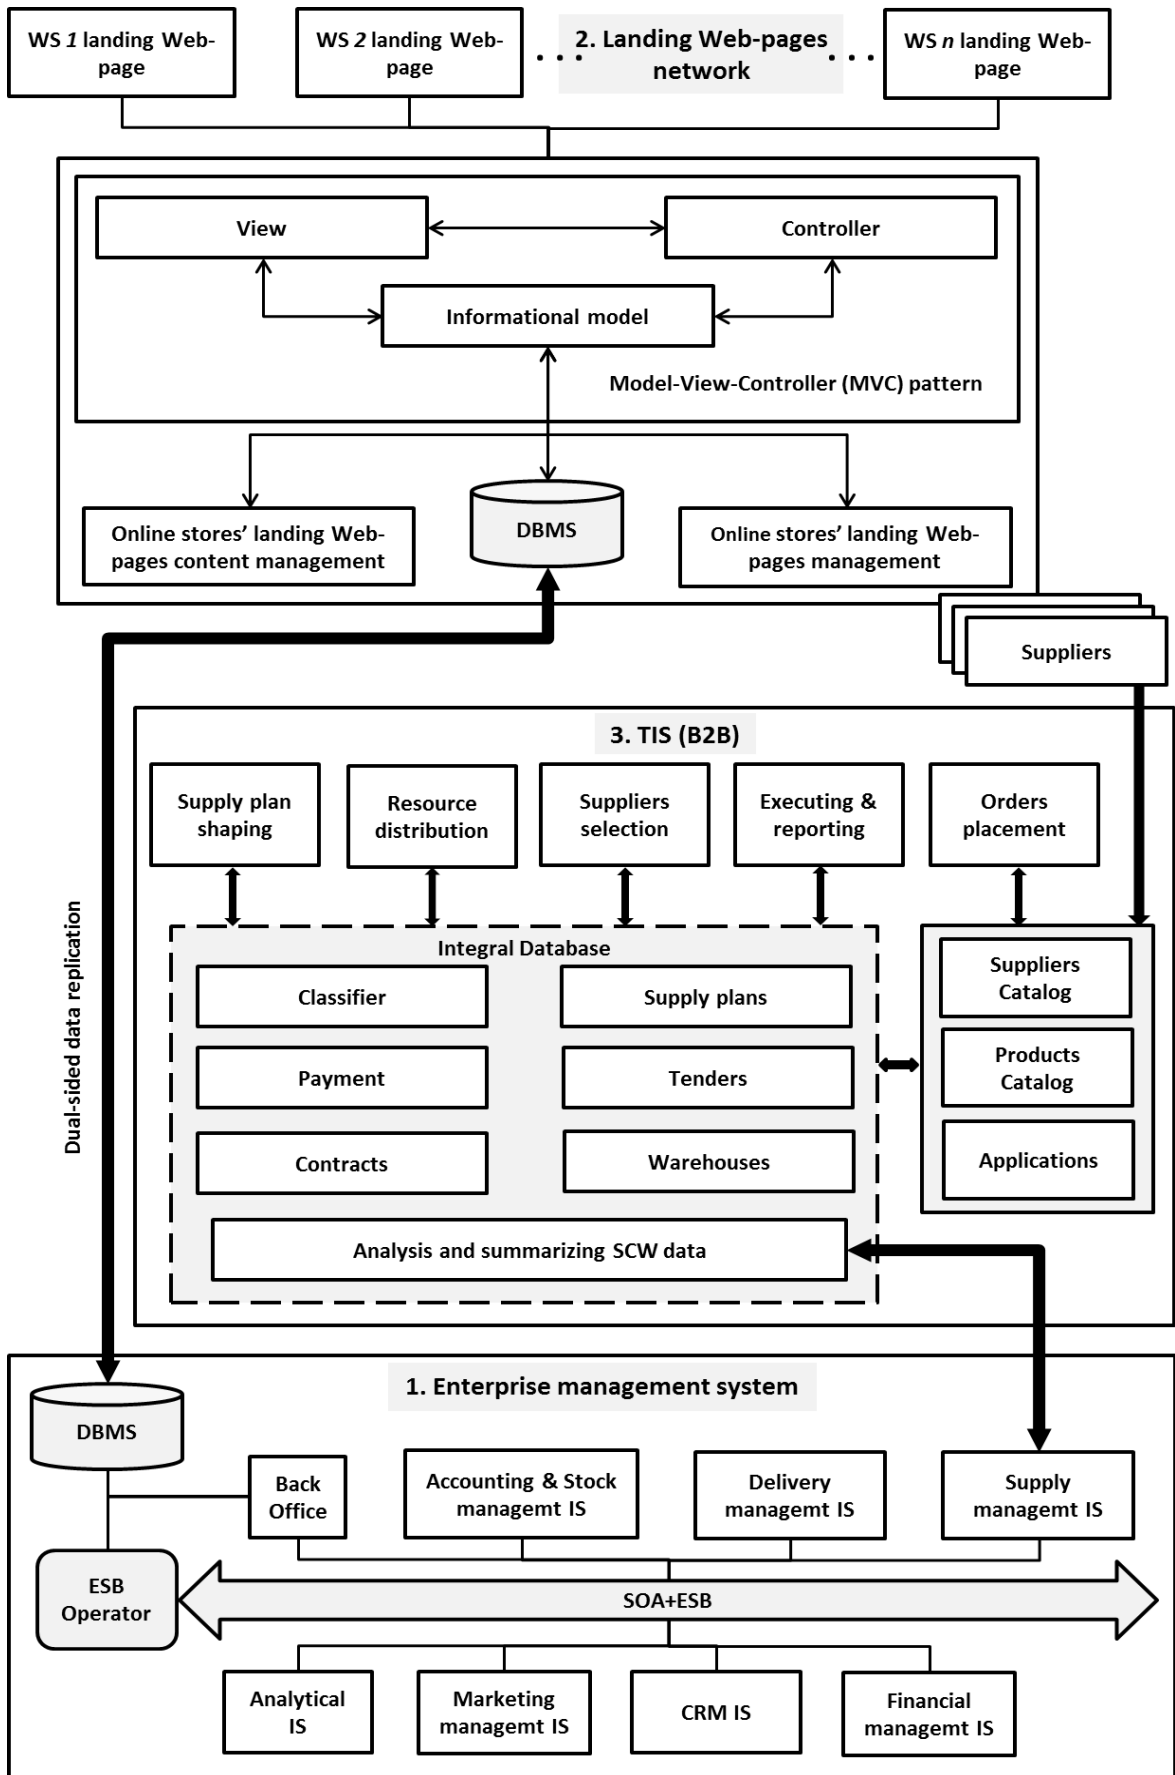 WS 1 landing Web-
page
WS 2 landing Web-
page
2. Landing Web-pages
network
WS n landing Web-
page
View
Controller
Informational model
Model-View-Controller (MVC) pattern
Online stores’ landing Web-
pages content management
DBMS
Online stores’ landing Web-
pages management
Suppliers
3. TIS (B2B)
Supply plan
shaping
Resource
distribution
Suppliers
selection
Executing &
reporting
Orders
placement
Dual-sided data replication
Integral Database
Classifier
Supply plans
Payment
Tenders
Contracts
Warehouses
Analysis and summarizing SCW data
Suppliers
Catalog
Products
Catalog
Applications
1. Enterprise management system
DBMS
Back
Office
Accounting & Stock
managemt IS
Delivery
managemt IS
Supply
managemt IS
ESB
Operator
SOA+ESB
Analytical
IS
Marketing
managemt IS
CRM IS
Financial
managemt IS